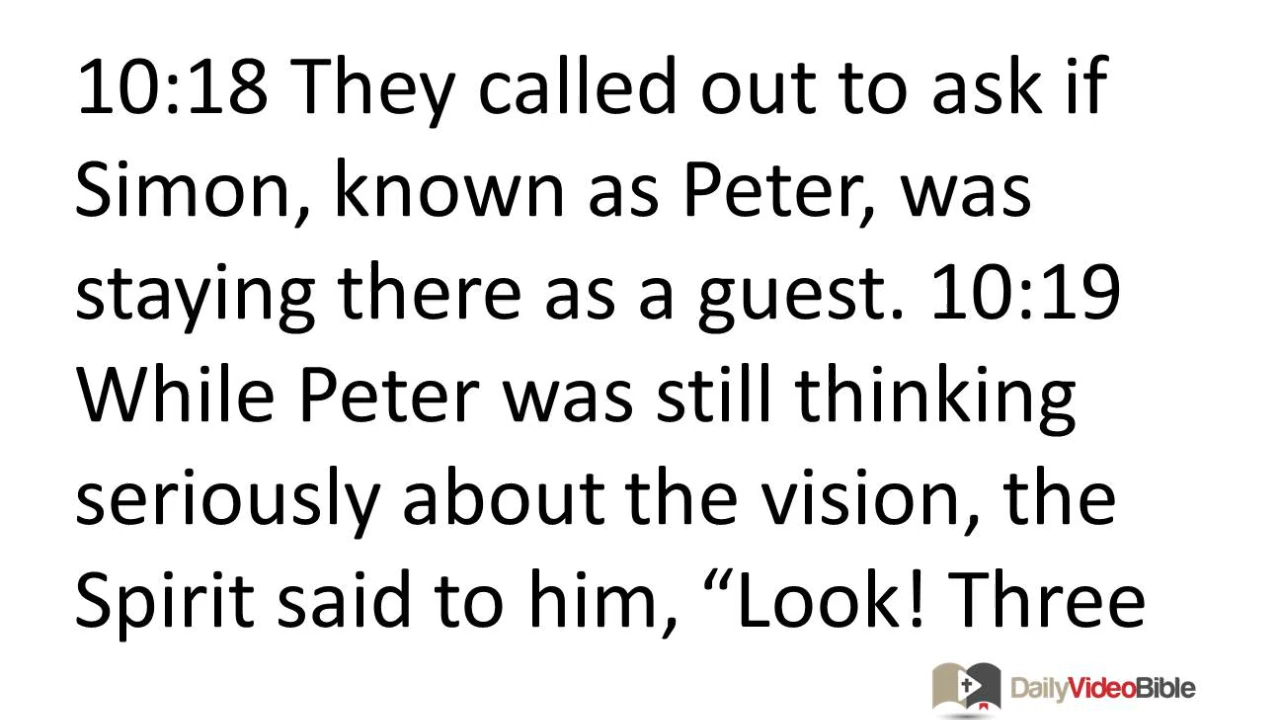 10:18 They called out to ask if
Simon, known as Peter, was
staying there as a guest. 10:19
While Peter was still thinking
seriously about the vision, the
Spirit said to him, “Look! Three
DailyVideoBible